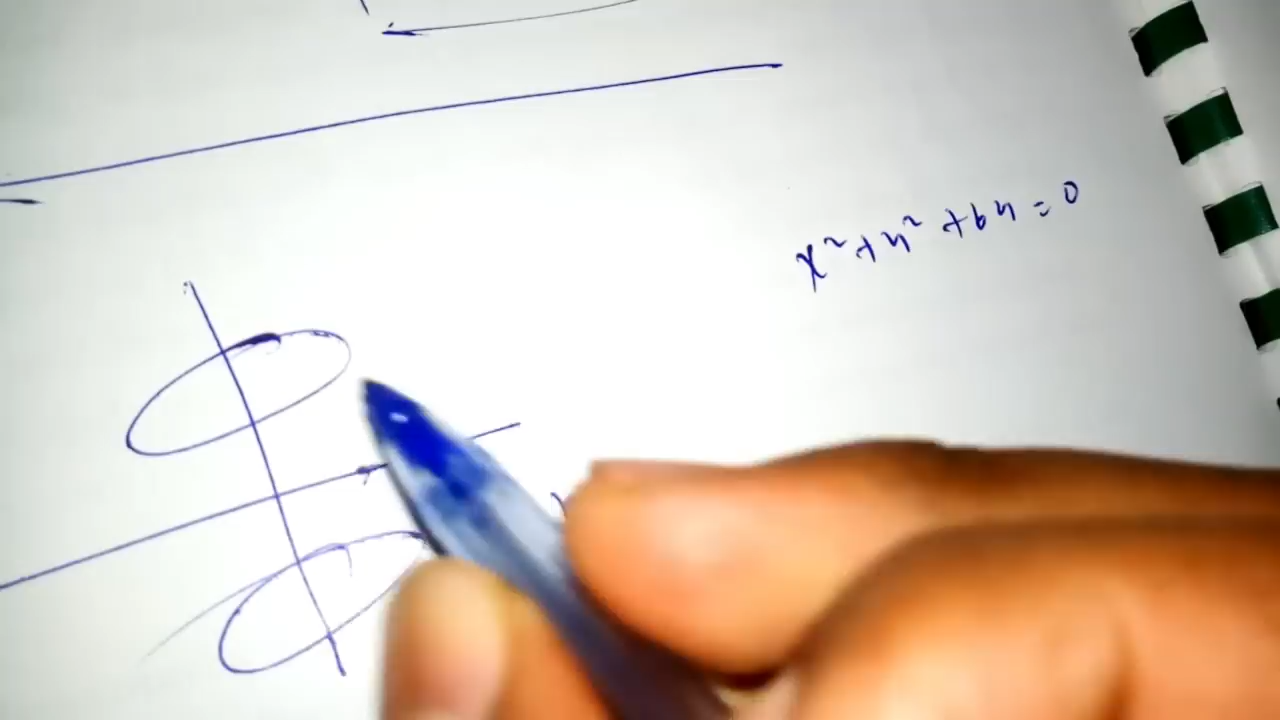 x² + y² + 6y = 0